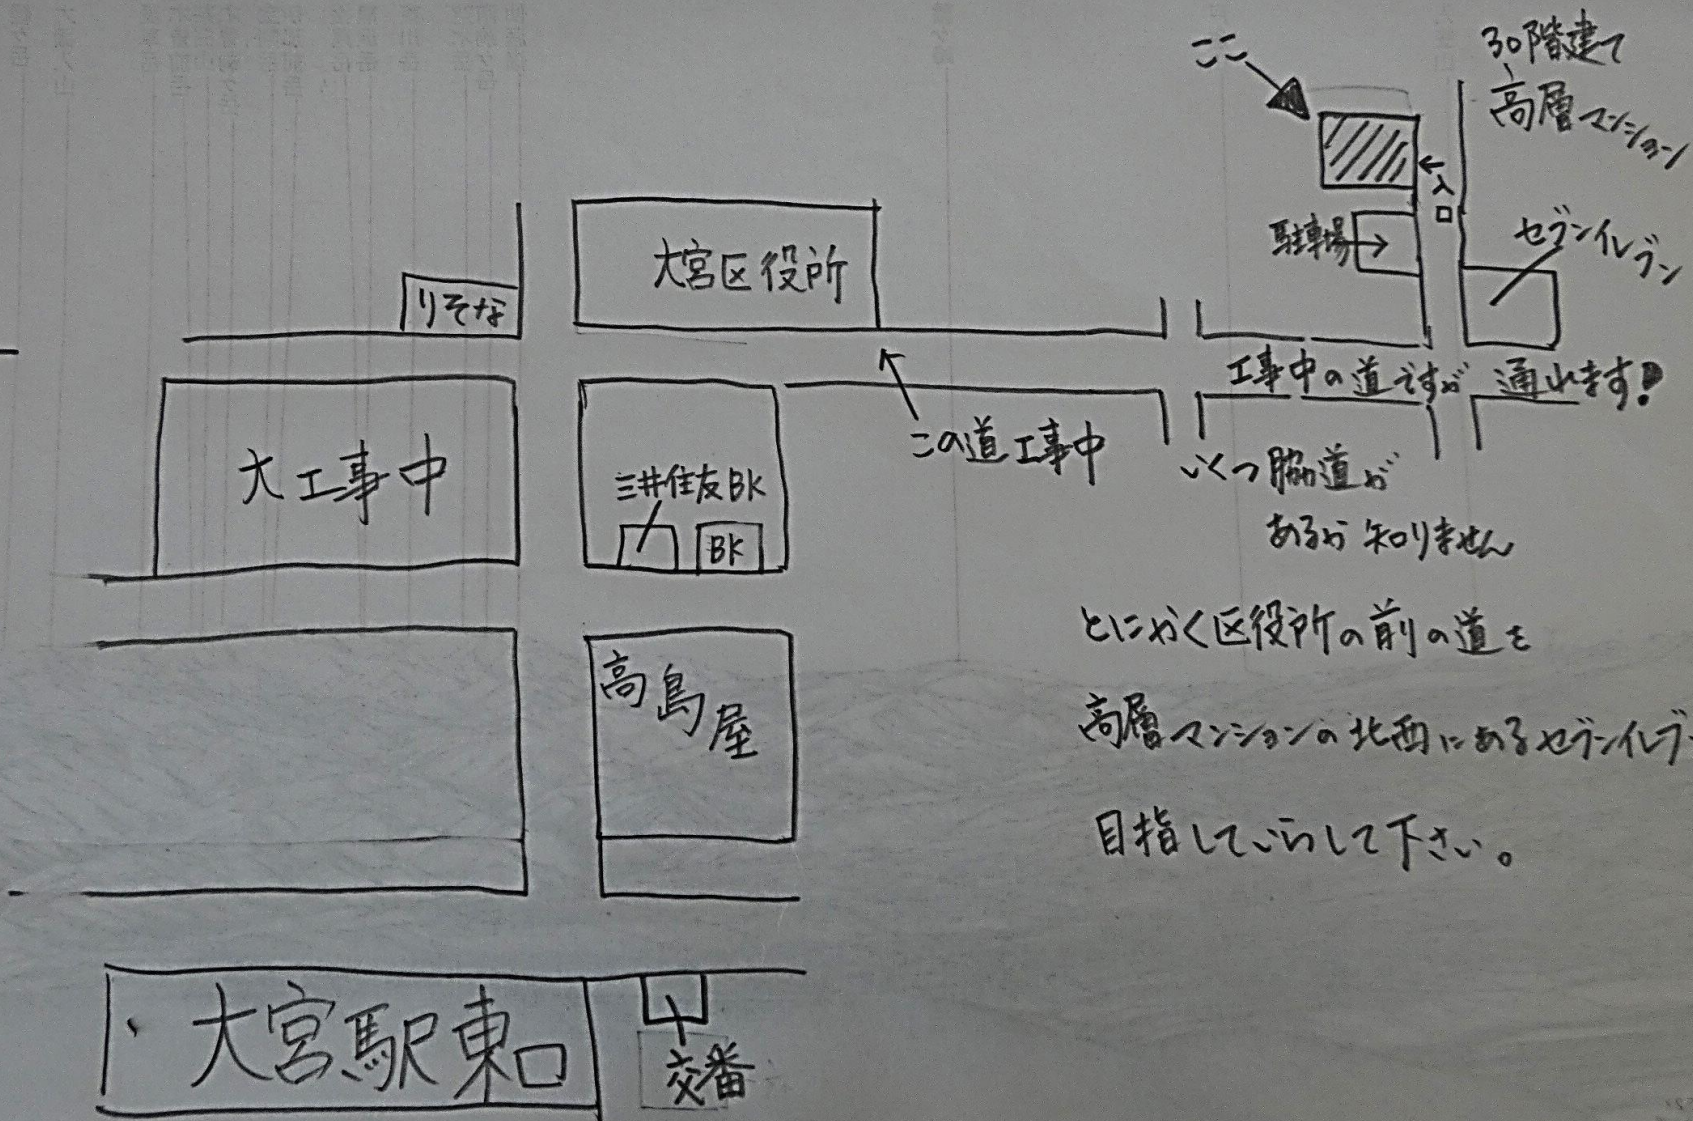 ここ
30階建て
高層マンション
入口
駐車場
セブンイレブン
大宮区役所
りそな
工事中の道ですが 通れます!
この道工事中
いくつ脇道が
あるか知りません
大工事中
三井住友BK
BK
とにかく区役所の前の道を
高層マンションの北西にあるセブンイレブ
目指していらして下さい。
高島屋
大宮駅東口
交番